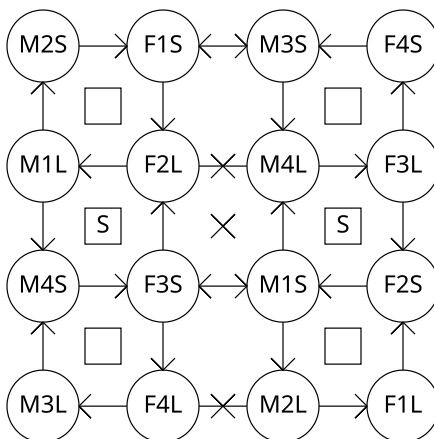 M2S F1S M3S F4S
M1L F2L M4L F3L
S S
M4S F3S M1S F2S
M3L F4L M2L F1L